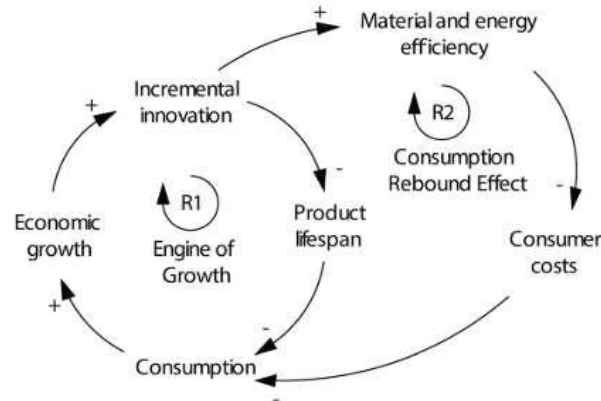 +
Material and energy
efficiency
+
Incremental
innovation
R2
Consumption
Rebound Effect
-
-
R1
Engine of
Growth
Economic
growth
Product
lifespan
Consumer
costs
+
-
Consumption
-